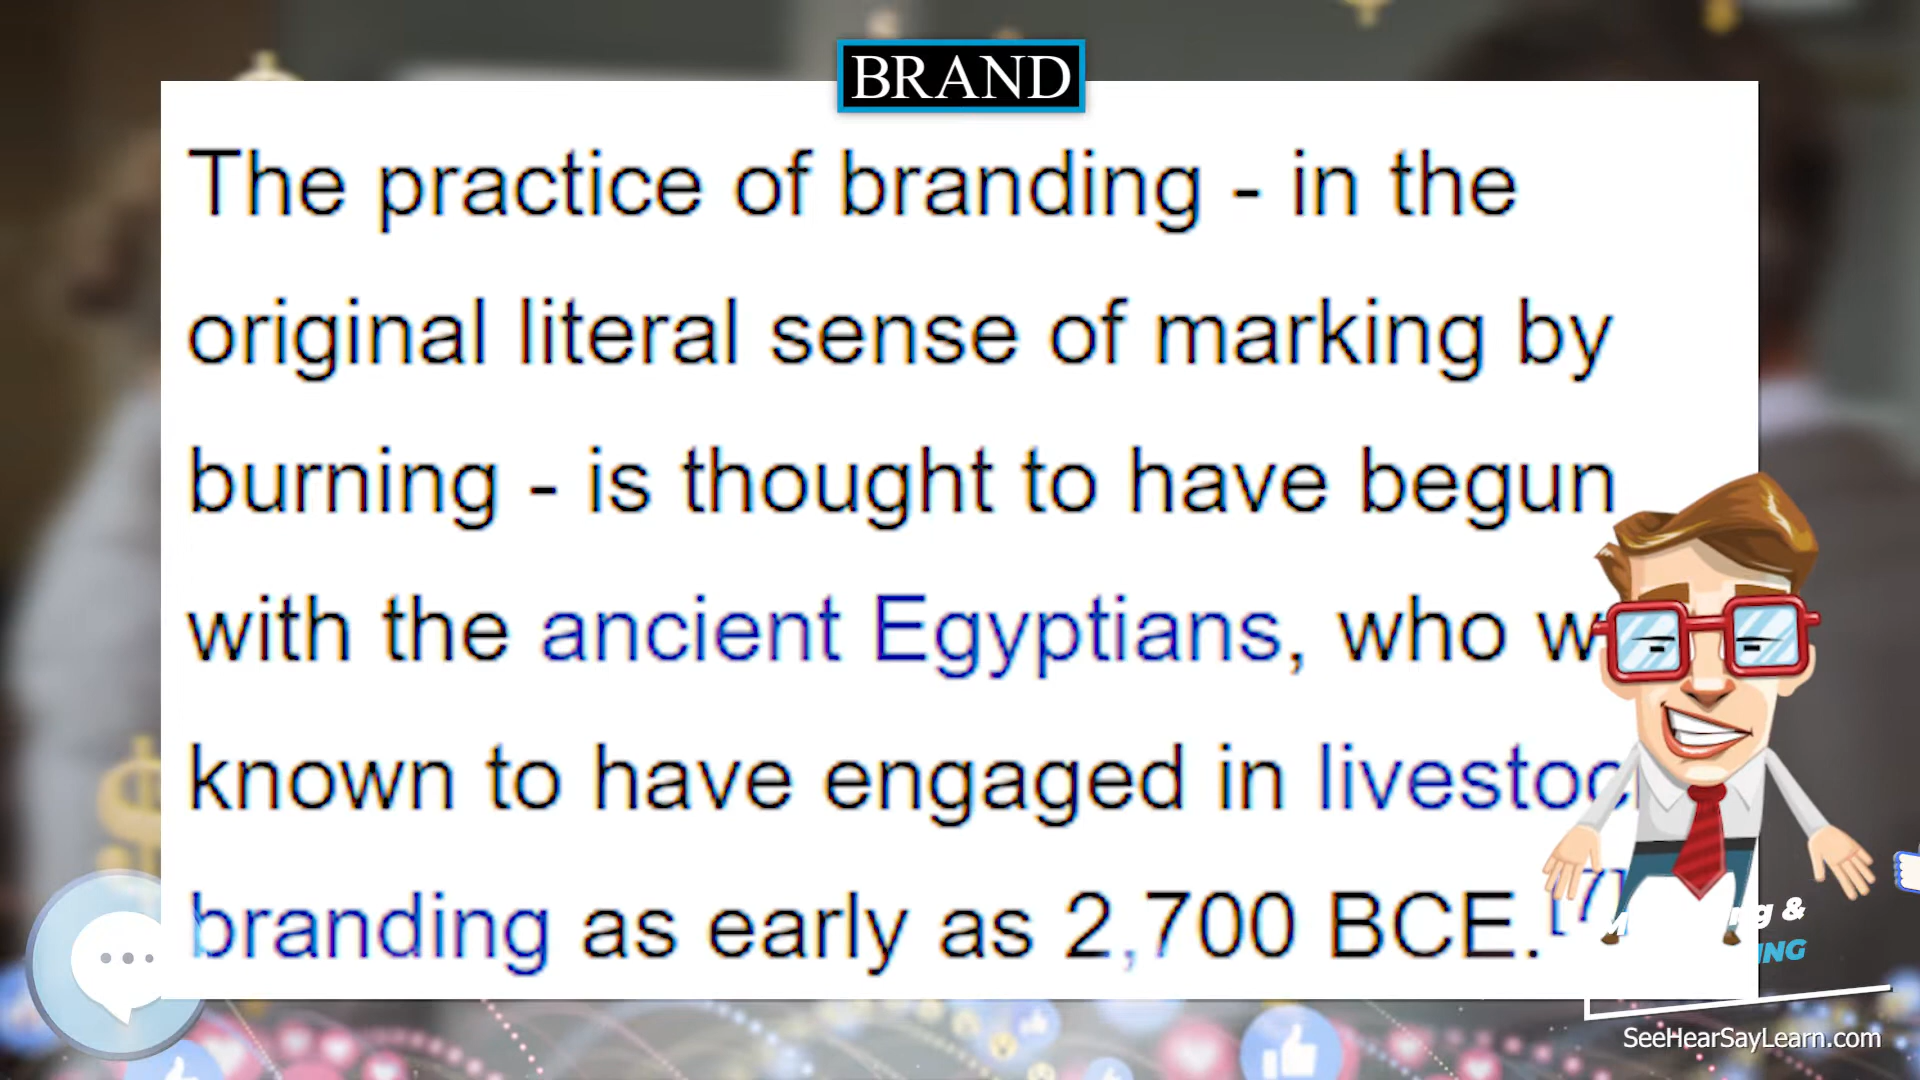 BRAND
The practice of branding - in the
original literal sense of marking by
burning - is thought to have begun
with the ancient Egyptians, who
known to have engaged in
branding as early as 2,700 BCE.[7]
&
SeeHearSayLearn.com